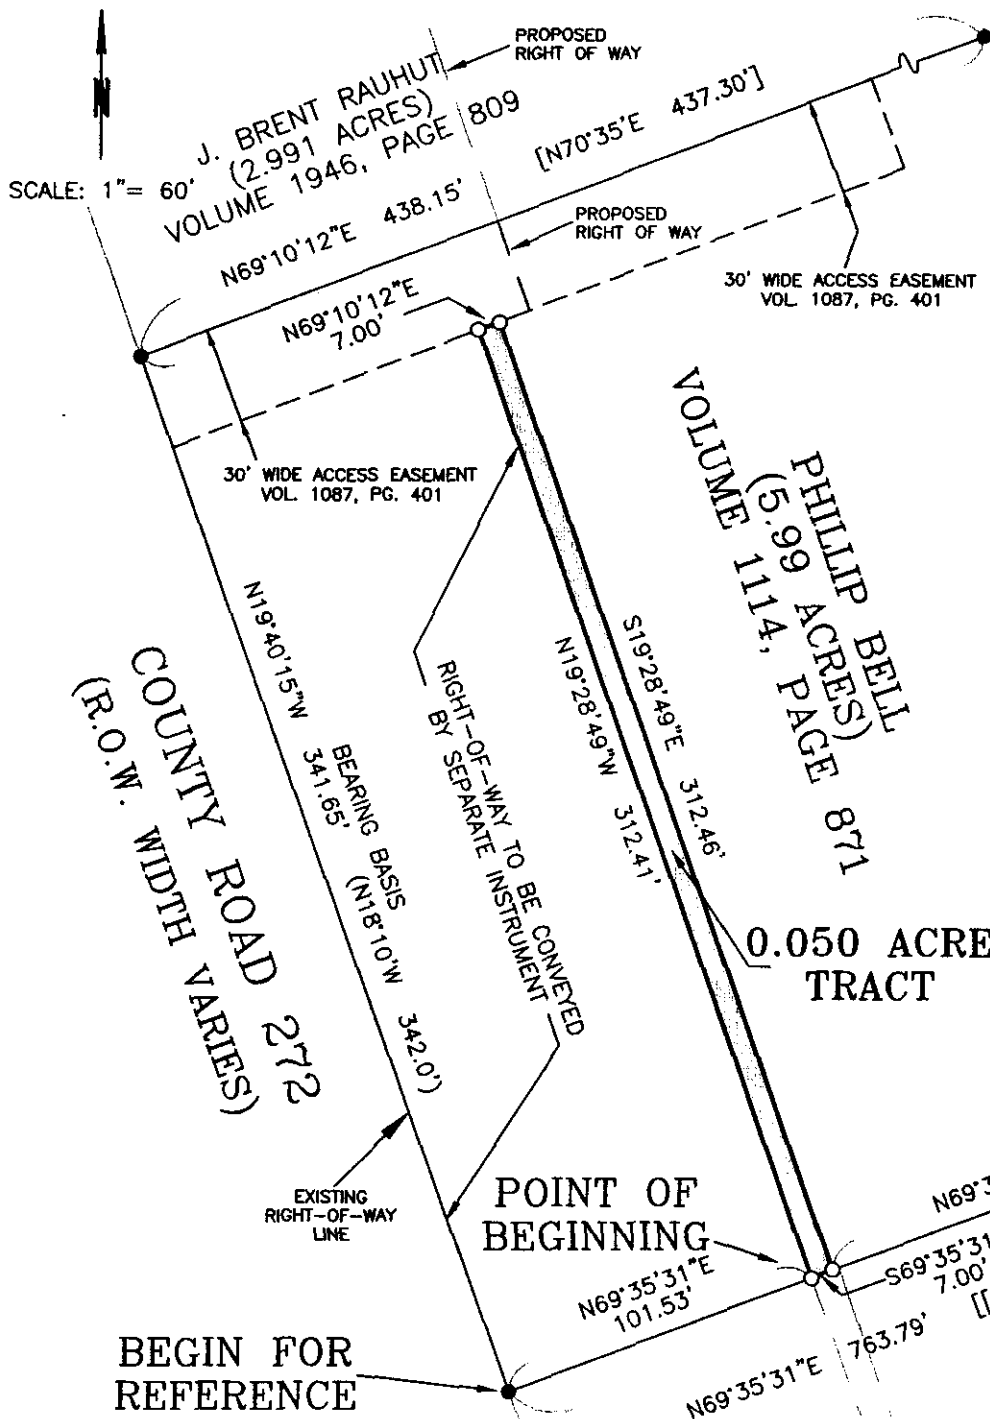 PROPOSED
RIGHT OF WAY
N
SCALE: 1"= 60'
J. BRENT RAUHUT
(2.991 ACRES)
VOLUME 1946, PAGE 809
[N70°35'E 437.30']
N69°10'12"E 438.15'
PROPOSED
RIGHT OF WAY
N69°10'12"E
7.00'
30' WIDE ACCESS EASEMENT
VOL. 1087, PG. 401
30' WIDE ACCESS EASEMENT
VOL. 1087, PG. 401
PHILLIP BELL
(5.99 ACRES)
VOLUME 1114, PAGE 871
N19°40'15"W 341.65'
BEARING BASIS
(N18°10'W 342.0')
COUNTY ROAD 272
(R.O.W. WIDTH VARIES)
RIGHT-OF-WAY TO BE CONVEYED
BY SEPARATE INSTRUMENT
S19°28'49"E 312.46'
N19°28'49"W 312.41'
0.050 ACRE
TRACT
EXISTING
RIGHT-OF-WAY
LINE
POINT OF
BEGINNING
N69°3
S69°35'31
7.00'
[[
N69°35'31"E
101.53'
N69°35'31"E 763.79'
BEGIN FOR
REFERENCE